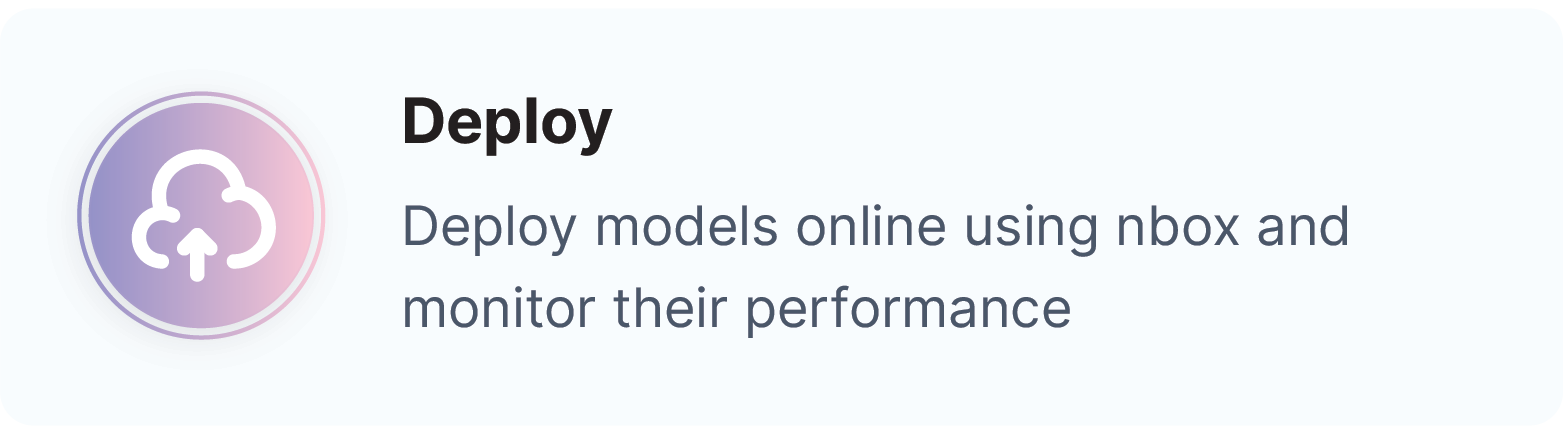 Deploy
Deploy models online using nbox and
monitor their performance